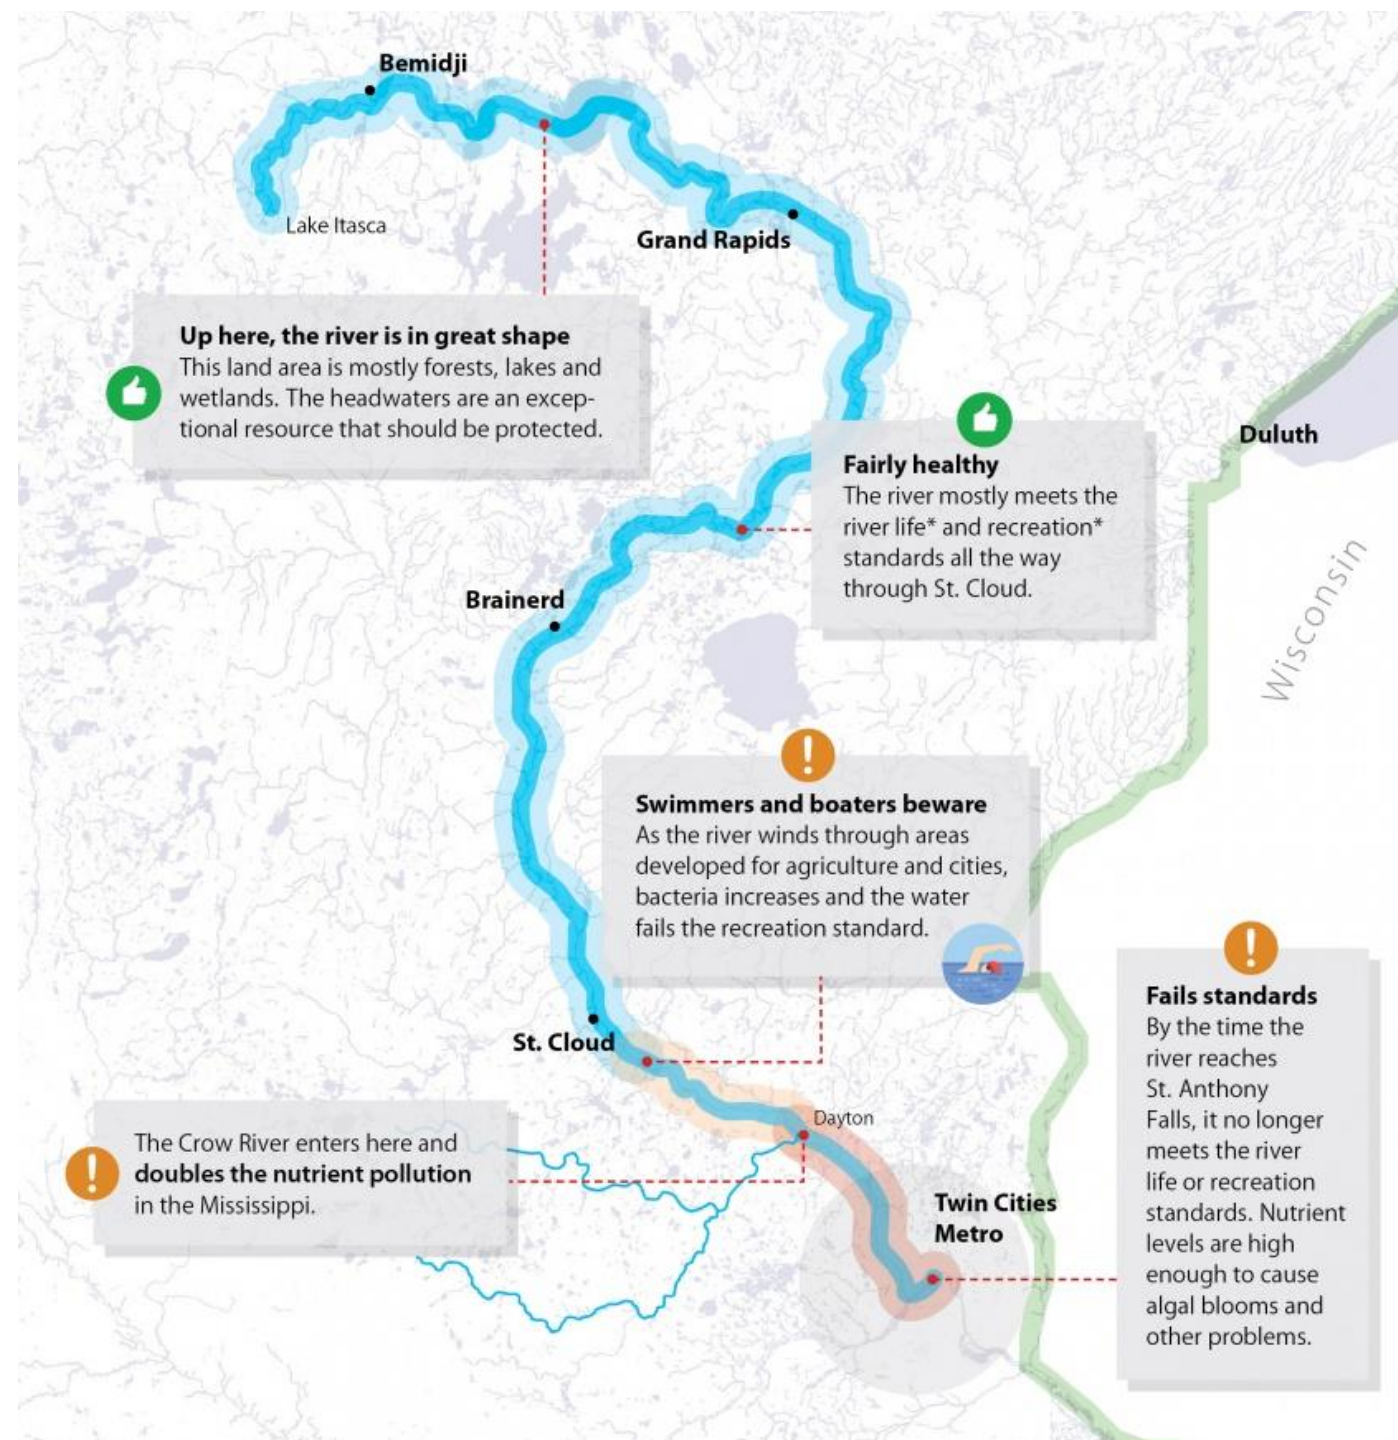 Bemidji
Lake Itasca
Grand Rapids
Up here, the river is in great shape
This land area is mostly forests, lakes and
wetlands. The headwaters are an excep-
tional resource that should be protected.
Duluth
Fairly healthy
The river mostly meets the
river life* and recreation*
standards all the way
through St. Cloud.
Wisconsin
Brainerd
Swimmers and boaters beware
As the river winds through areas
developed for agriculture and cities,
bacteria increases and the water
fails the recreation standard.
St. Cloud
Fails standards
By the time the
river reaches
St. Anthony
Falls, it no longer
meets the river
life or recreation
standards. Nutrient
levels are high
enough to cause
algal blooms and
other problems.
Dayton
The Crow River enters here and
doubles the nutrient pollution
in the Mississippi.
Twin Cities
Metro